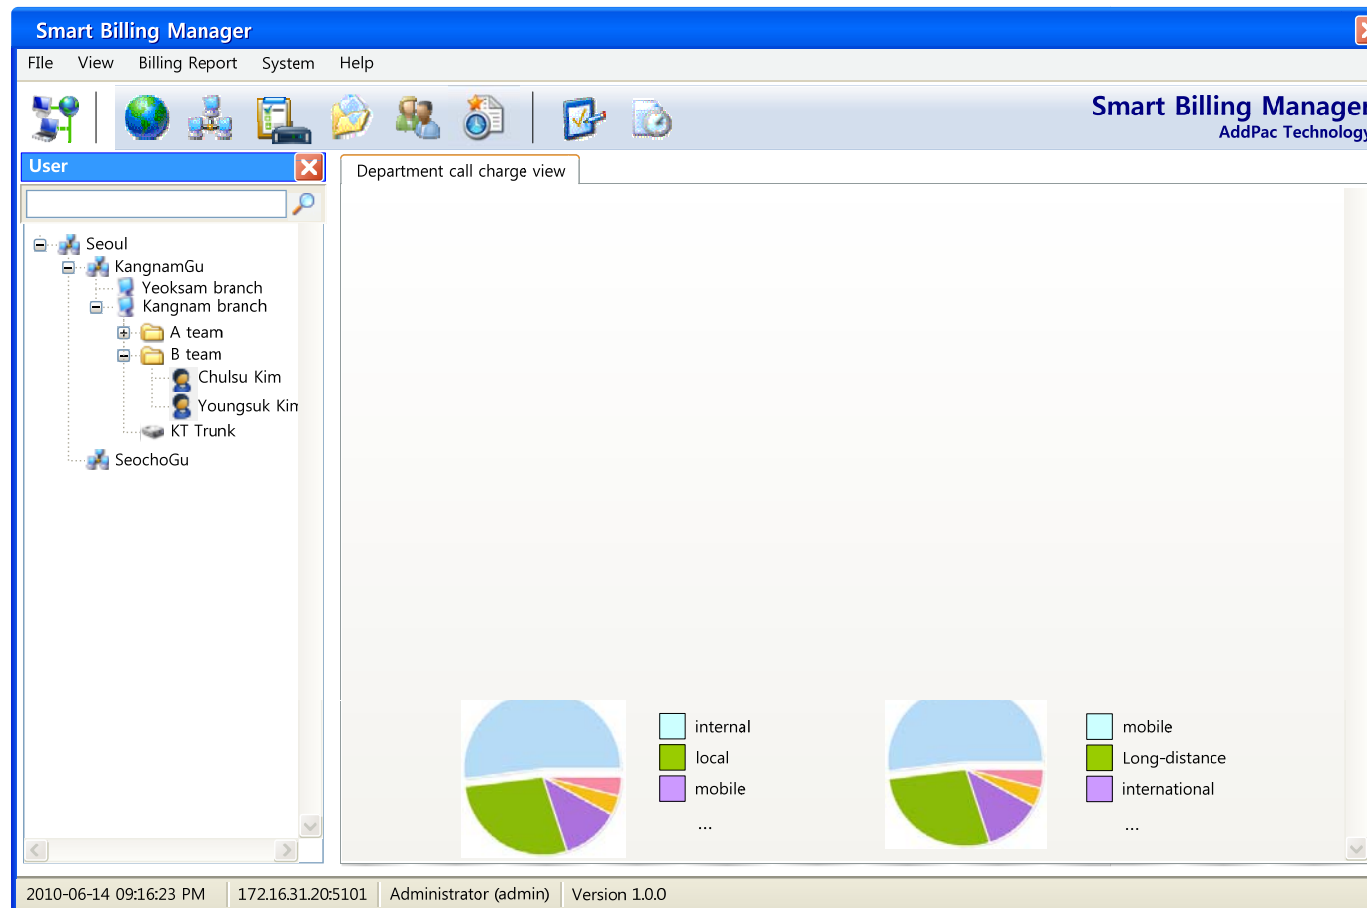 Smart Billing Manager
FIle View Billing Report System Help
Smart Billing Manager
AddPac Technology
User
Department call charge view
Seoul
KangnamGu
Yeoksam branch
Kangnam branch
A team
B team
Chulsu Kim
Youngsuk Kim
KT Trunk
SeochoGu
internal
local
mobile
...
mobile
Long-distance
international
...
2010-06-14 09:16:23 PM 172.16.31.20:5101 Administrator (admin) Version 1.0.0